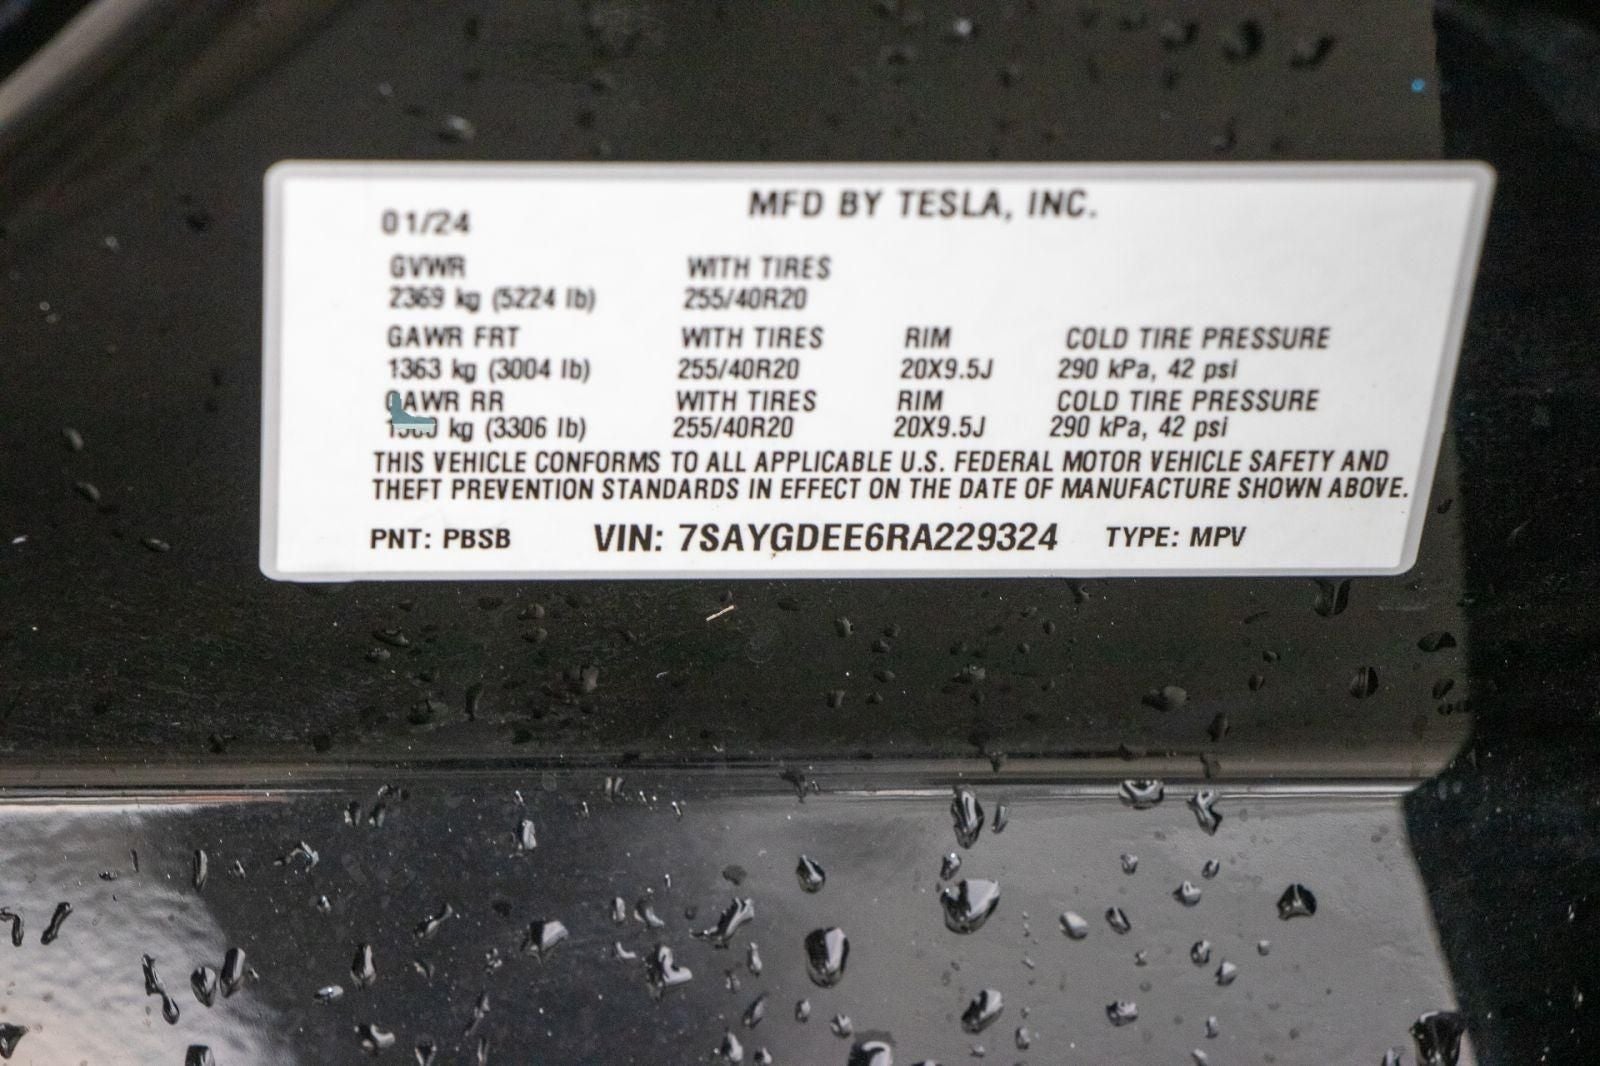 MFD BY TESLA, INC.
01/24
GVWR WITH TIRES
2369 kg (5224 lb) 255/40R20
GAWR FRT WITH TIRES RIM COLD TIRE PRESSURE
1363 kg (3004 lb) 255/40R20 20X9.5J 290 kPa, 42 psi
GAWR RR WITH TIRES RIM COLD TIRE PRESSURE
kg (3306 lb) 255/40R20 20X9.5J 290 kPa, 42 psi
THIS VEHICLE CONFORMS TO ALL APPLICABLE U.S. FEDERAL MOTOR VEHICLE SAFETY AND
THEFT PREVENTION STANDARDS IN EFFECT ON THE DATE OF MANUFACTURE SHOWN ABOVE.
PNT: PBSB VIN: 7SAYGDEE6RA229324 TYPE: MPV